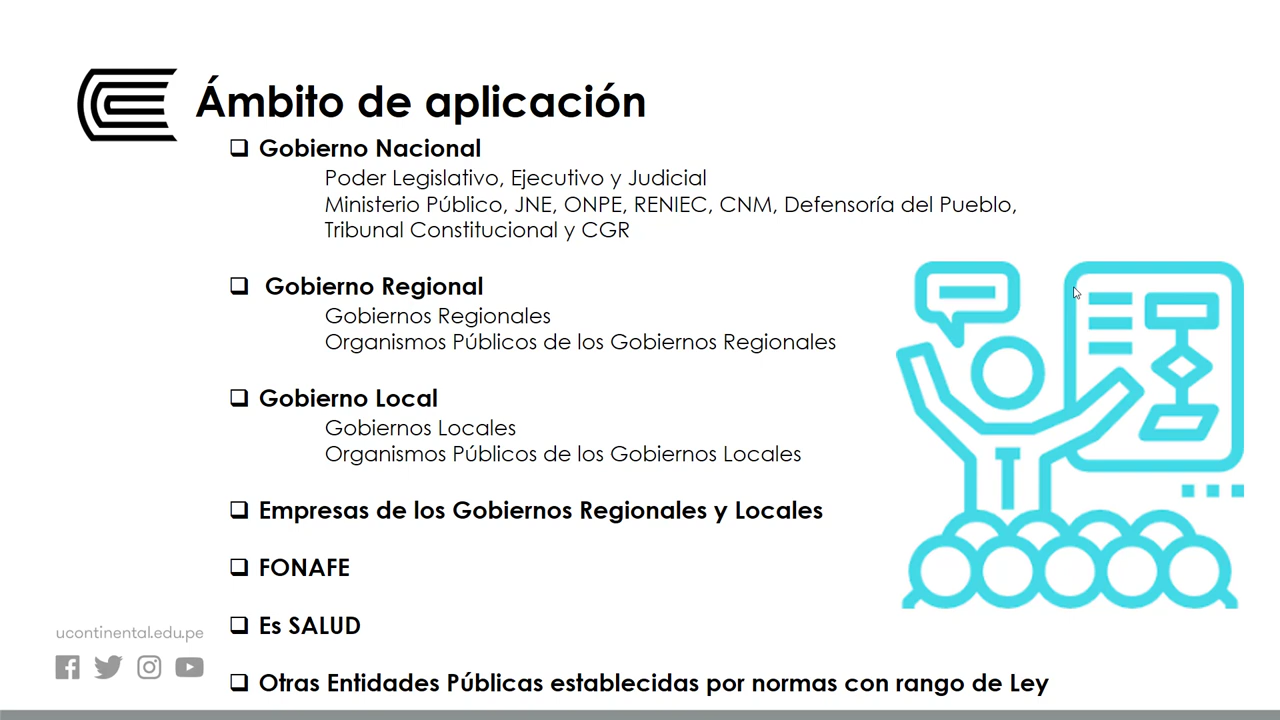 Ámbito de aplicación
❑ Gobierno Nacional
Poder Legislativo, Ejecutivo y Judicial
Ministerio Público, JNE, ONPE, RENIEC, CNM, Defensoría del Pueblo,
Tribunal Constitucional y CGR
❑ Gobierno Regional
Gobiernos Regionales
Organismos Públicos de los Gobiernos Regionales
❑ Gobierno Local
Gobiernos Locales
Organismos Públicos de los Gobiernos Locales
❑ Empresas de los Gobiernos Regionales y Locales
❑ FONAFE
❑ Es SALUD
❑ Otras Entidades Públicas establecidas por normas con rango de Ley
ucontinental.edu.pe